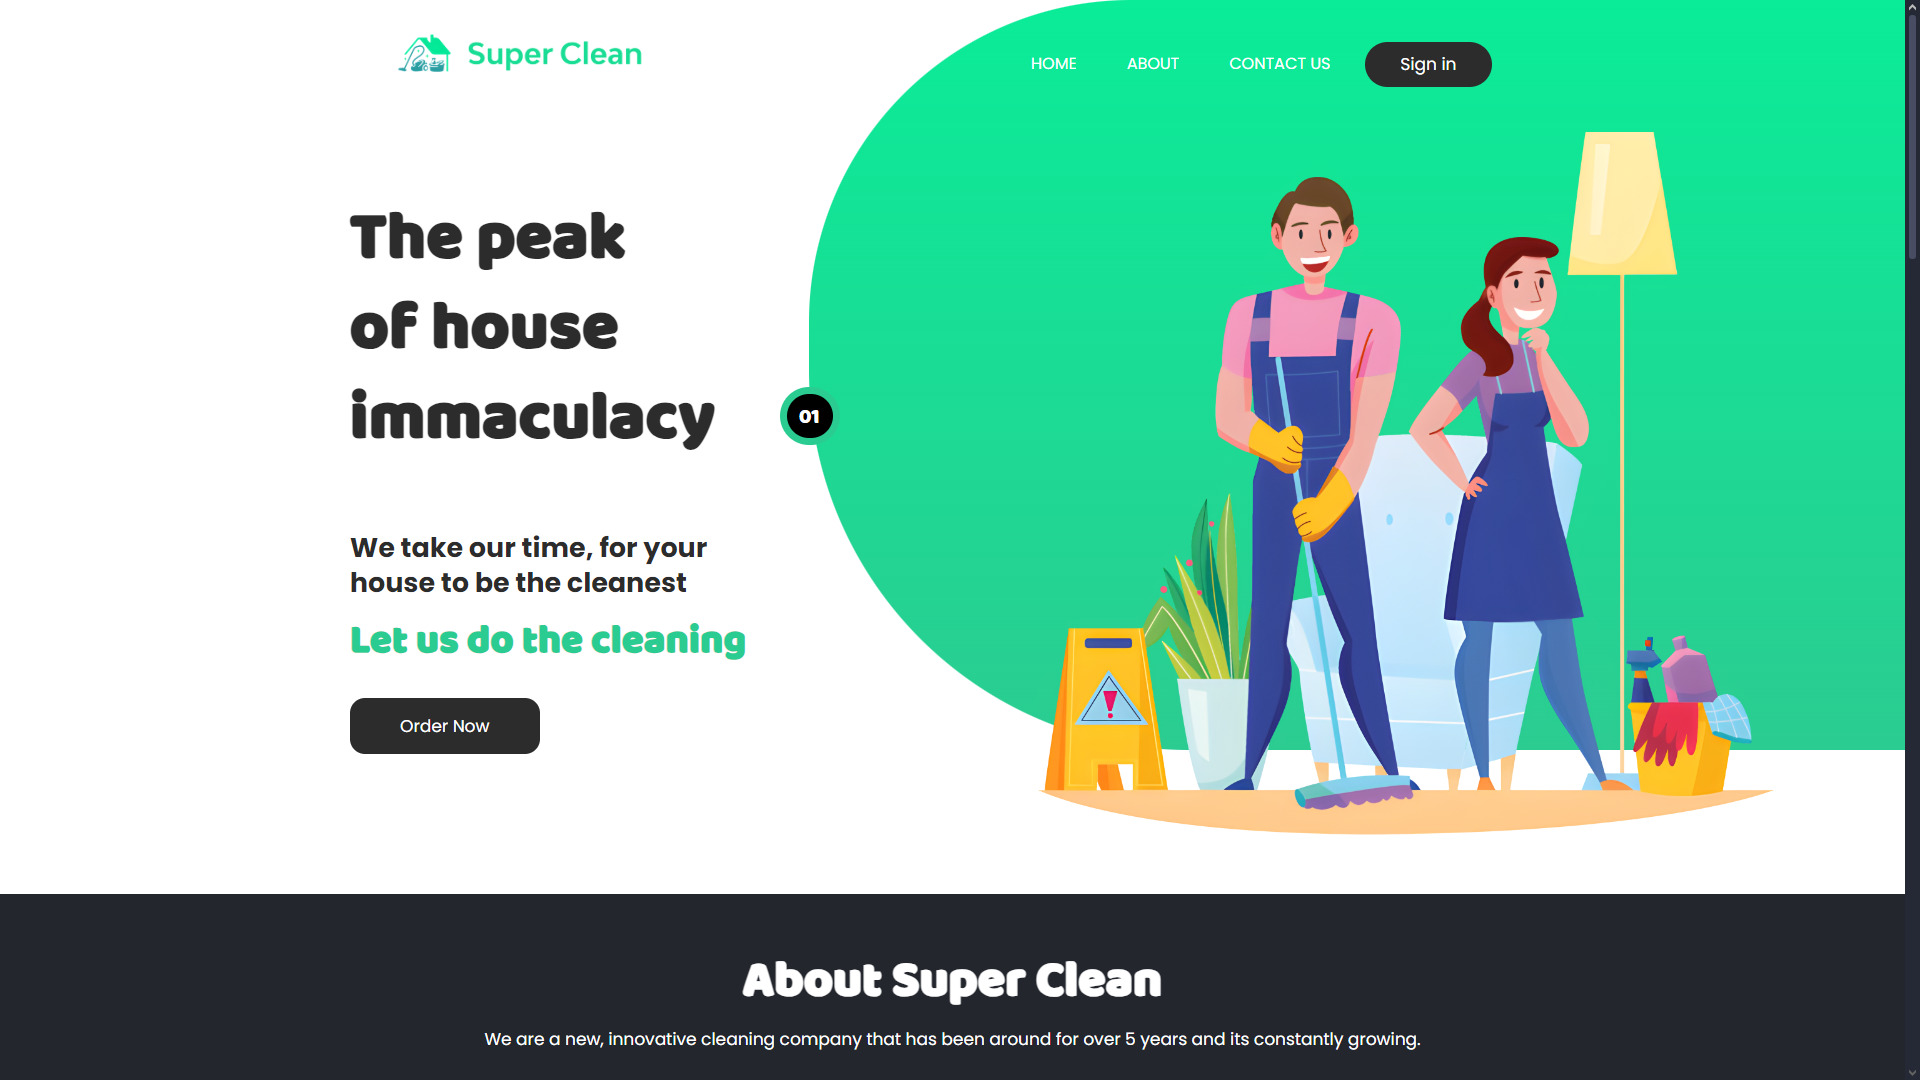 Super Clean
HOME
ABOUT
CONTACT US
Sign in
The peak
of house
immaculacy
01
We take our time, for your
house to be the cleanest
Let us do the cleaning
Order Now
About Super Clean
We are a new, innovative cleaning company that has been around for over 5 years and its constantly growing.